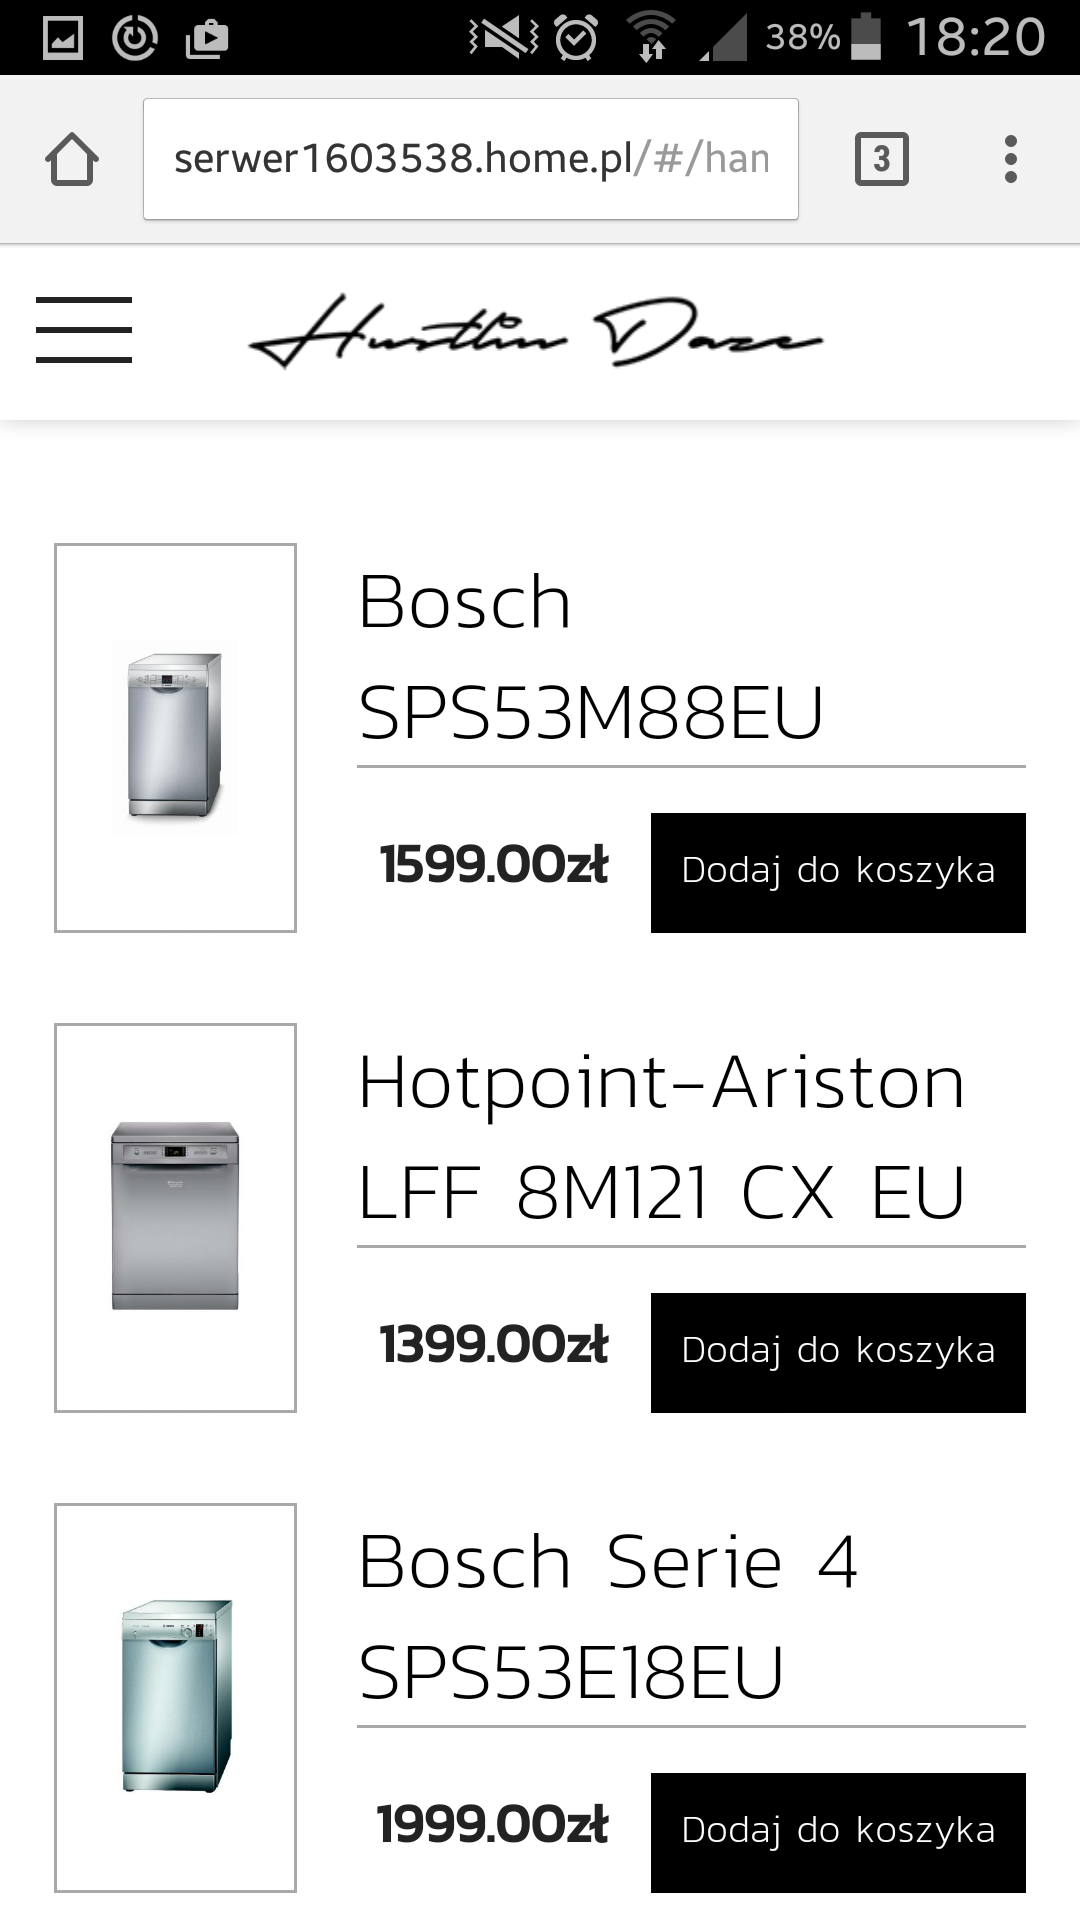 38% 18:20
serwer1603538.home.pl/#/han
3
Hustlin Daze
Bosch
SPS53M88EU
1599.00zł
Dodaj do koszyka
Hotpoint-Ariston
LFF 8M121 CX EU
1399.00zł
Dodaj do koszyka
Bosch Serie 4
SPS53E18EU
1999.00zł
Dodaj do koszyka